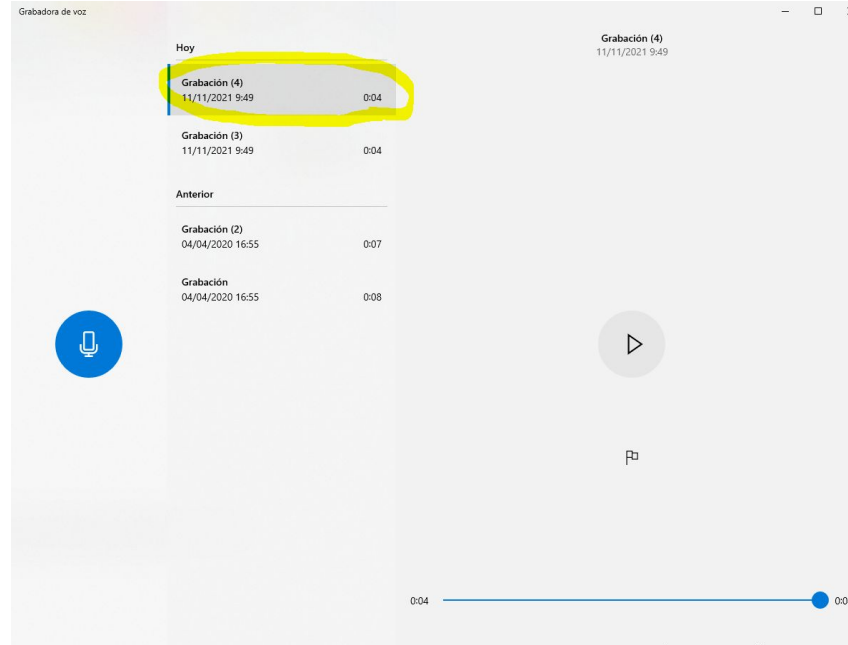 Grabadora de voz
Hoy
Grabación (4)
11/11/2021 9:49 0:04
Grabación (3)
11/11/2021 9:49 0:04
Anterior
Grabación (2)
04/04/2020 16:55 0:07
Grabación
04/04/2020 16:55 0:08
Grabación (4)
11/11/2021 9:49
0:04